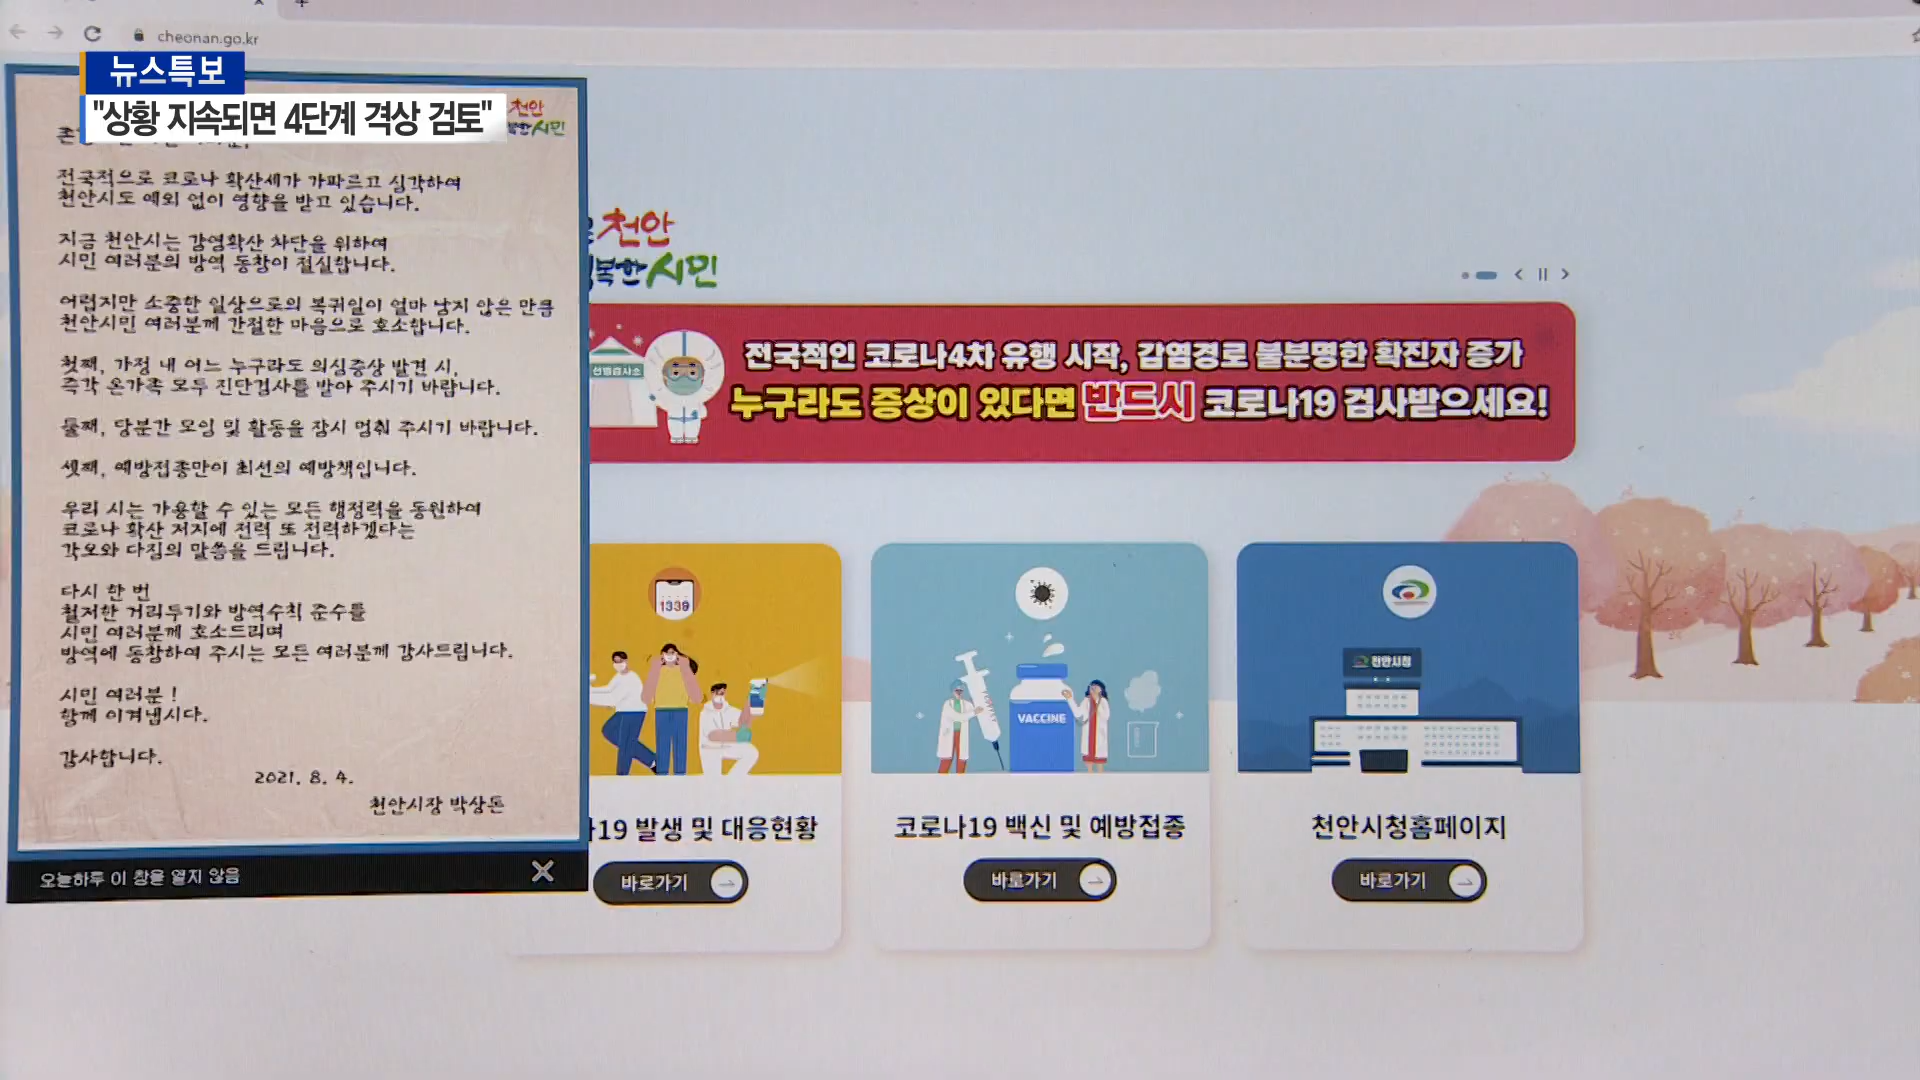 cheonan.go.kr
뉴스특보
"상황 지속되면 4단계 격상 검토"
천안
시민
전국적으로 코로나 확산세가 가파르고 심각하여
천안시도 예외 없이 영향을 받고 있습니다.
지금 천안시는 감염확산 차단을 위하여
시민 여러분의 방역 동참이 절실합니다.
어렵지만 소중한 일상으로의 복귀일이 얼마 남지 않은 만큼
천안시민 여러분께 간절한 마음으로 호소합니다.
첫째, 가정 내 어느 누구라도 의심증상 발견 시,
즉각 온가족 모두 진단검사를 받아 주시기 바랍니다.
둘째, 당분간 모임 및 활동을 잠시 멈춰 주시기 바랍니다.
셋째, 예방접종만이 최선의 예방책입니다.
우리 시는 가용할 수 있는 모든 행정력을 동원하여
코로나 확산 저지에 전력 또 전력하겠다는
각오와 다짐의 말씀을 드립니다.
다시 한 번
철저한 거리두기와 방역수칙 준수를
시민 여러분께 호소드리며
방역에 동참하여 주시는 모든 여러분께 감사드립니다.
시민 여러분 !
함께 이겨냅시다.
감사합니다.
2021. 8. 4.
천안시장 박상돈
오늘하루 이 창을 열지 않음
천안
복한 시민
선별검사소
전국적인 코로나4차 유행 시작, 감염경로 불분명한 확진자 증가
누구라도 증상이 있다면 반드시 코로나19 검사받으세요!
1339
VACCINE
천안시청
19 발생 및 대응현황
코로나19 백신 및 예방접종
천안시청홈페이지
바로가기
바로가기
바로가기